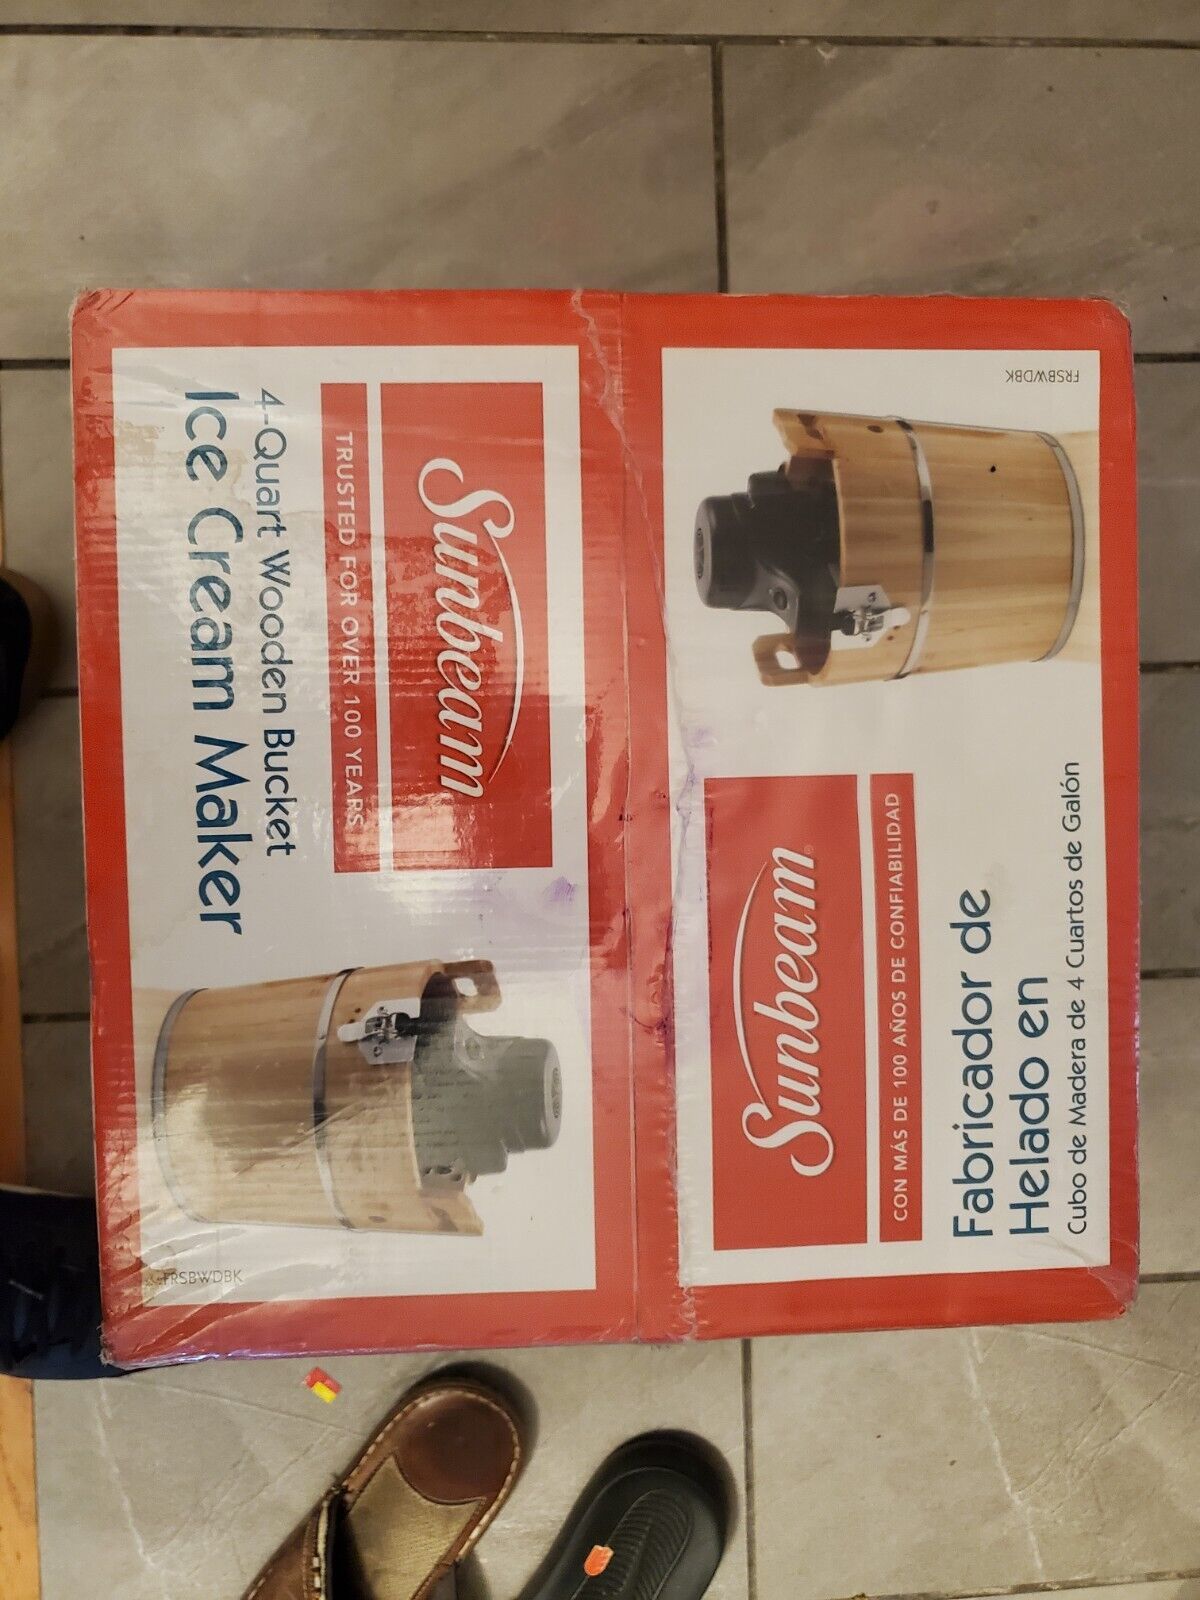 Sunbeam
TRUSTED FOR OVER 100 YEARS
4-Quart Wooden Bucket
Ice Cream Maker
FRSBWDBK
Sunbeam®
CON MÁS DE 100 AÑOS DE CONFIABILIDAD
Fabricador de
Helado en
Cubo de Madera de 4 Cuartos de Galón
FRSBWDBK